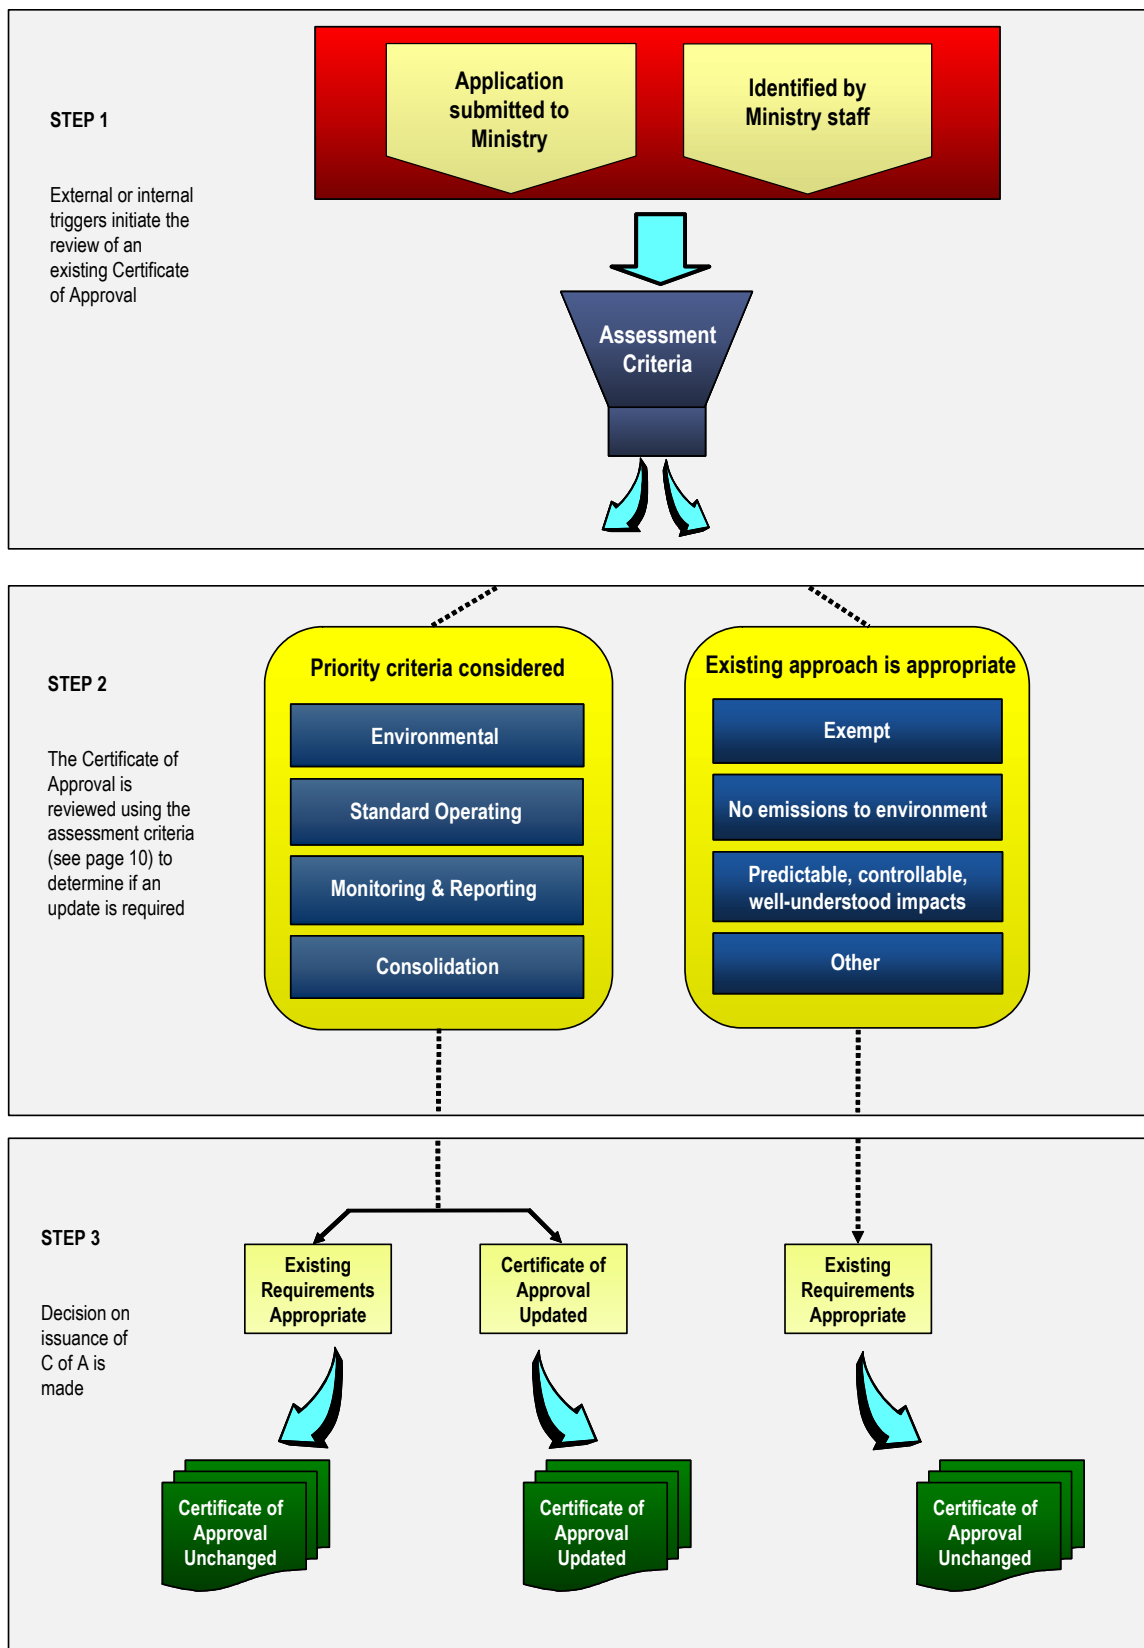 STEP 1
External or internal
triggers initiate the
review of an
existing Certificate
of Approval
Application
submitted to
Ministry
Identified by
Ministry staff
Assessment
Criteria
STEP 2
The Certificate of
Approval is
reviewed using the
assessment criteria
(see page 10) to
determine if an
update is required
Priority criteria considered
Environmental
Standard Operating
Monitoring & Reporting
Consolidation
Existing approach is appropriate
Exempt
No emissions to environment
Predictable, controllable,
well-understood impacts
Other
STEP 3
Decision on
issuance of
C of A is
made
Existing
Requirements
Appropriate
Certificate of
Approval
Updated
Existing
Requirements
Appropriate
Certificate of
Approval
Unchanged
Certificate of
Approval
Updated
Certificate of
Approval
Unchanged